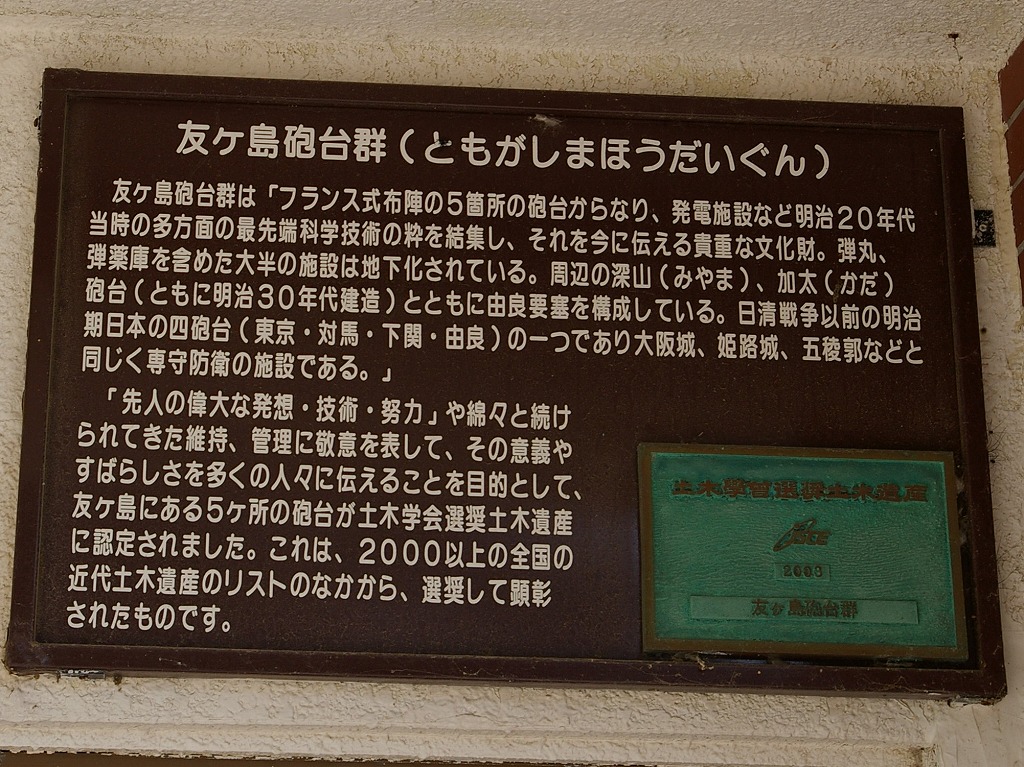 友ヶ島砲台群(ともがしまほうだいぐん)
友ヶ島砲台群は「フランス式布陣の5箇所の砲台からなり、発電施設など明治20年代
当時の多方面の最先端科学技術の粋を結集し、それを今に伝える貴重な文化財。弾丸、
弾薬庫を含めた大半の施設は地下化されている。周辺の深山(みやま)、加太(かだ)
砲台(ともに明治30年代建造)とともに由良要塞を構成している。日清戦争以前の明治
期日本の四砲台(東京・対馬・下関・由良)の一つであり大阪城、姫路城、五稜郭などと
同じく専守防衛の施設である。」
「先人の偉大な発想・技術・努力」や綿々と続け
られてきた維持、管理に敬意を表して、その意義や
すばらしさを多くの人々に伝えることを目的として、
友ヶ島にある5ヶ所の砲台が土木学会選奨土木遺産
に認定されました。これは、2000以上の全国の
近代土木遺産のリストのなかから、選奨して顕彰
されたものです。
土木學會選奨土木遺産
JSCE
2003
友ヶ島砲台群